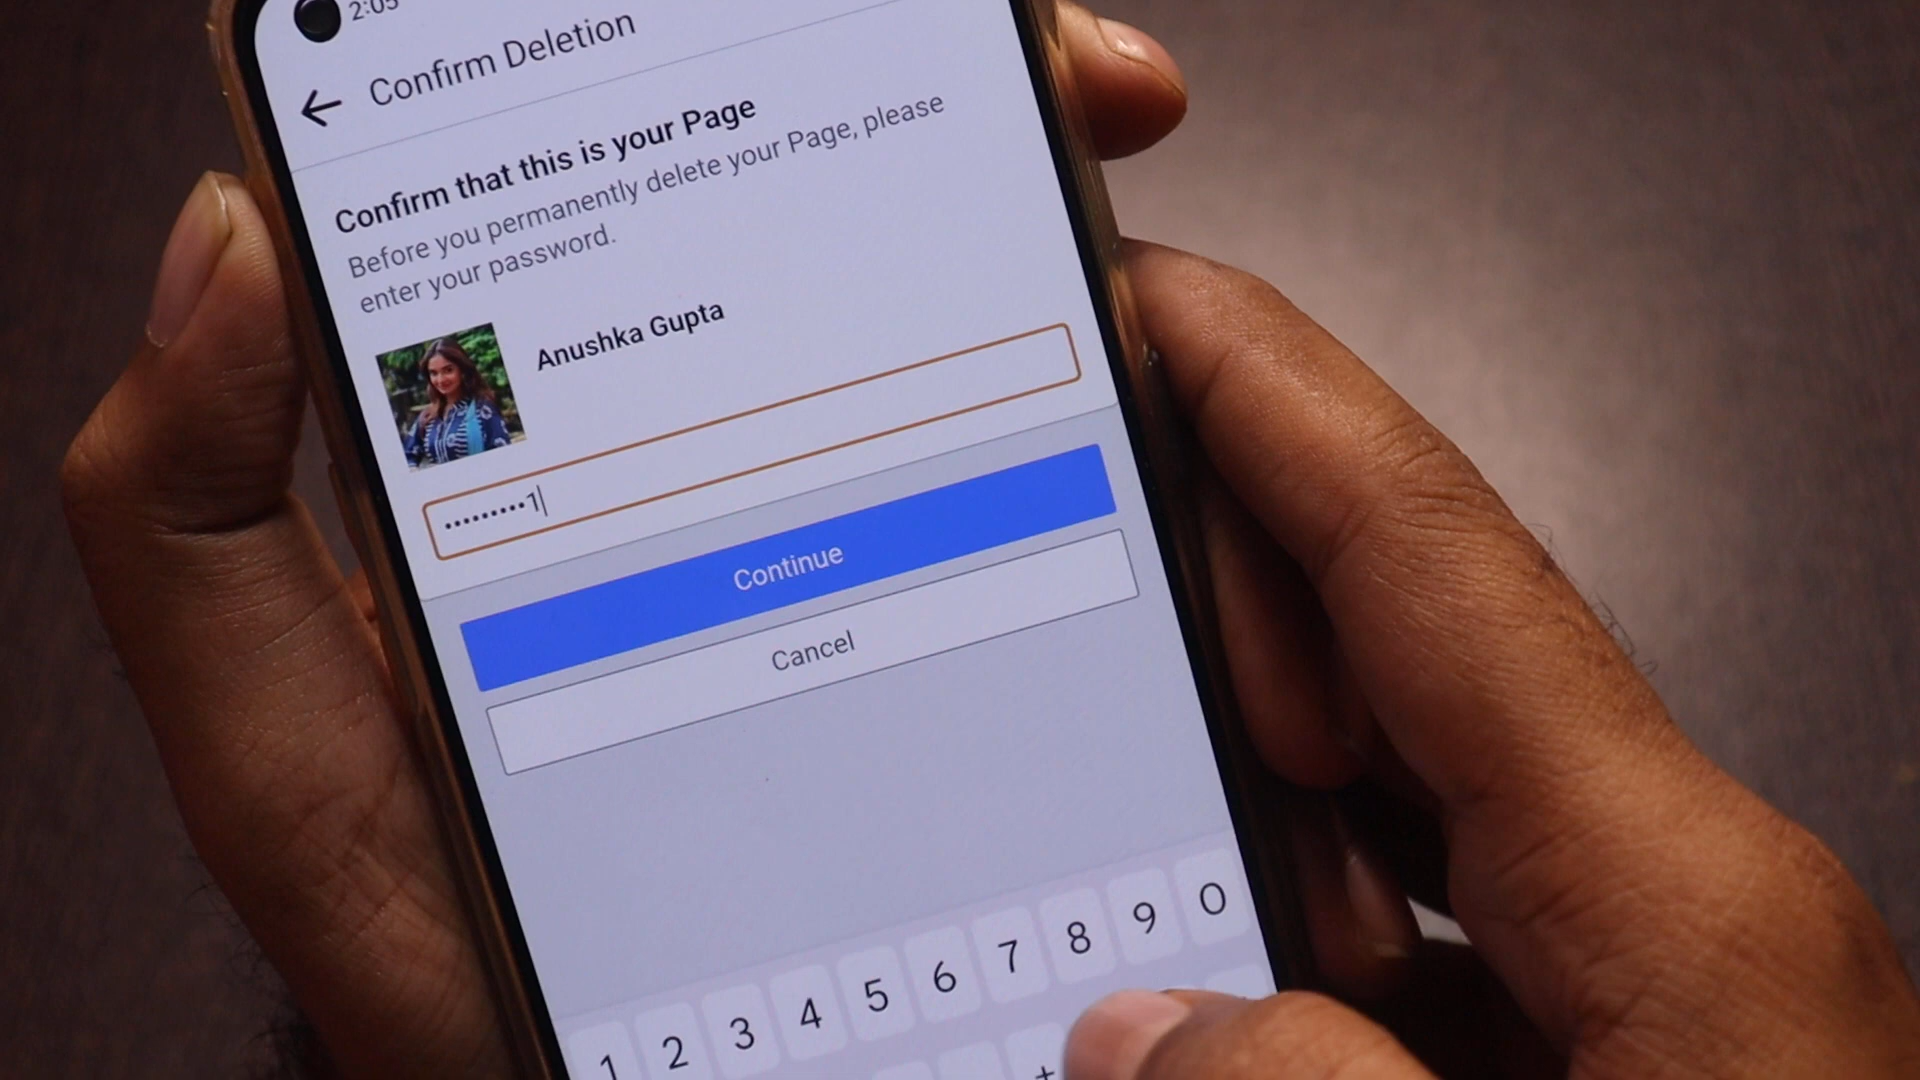 2:05
Confirm Deletion
Confirm that this is your Page
Before you permanently delete your Page, please
enter your password.
Anushka Gupta
•••••••••1
Continue
Cancel
1 2 3 4 5 6 7 8 9 0
+